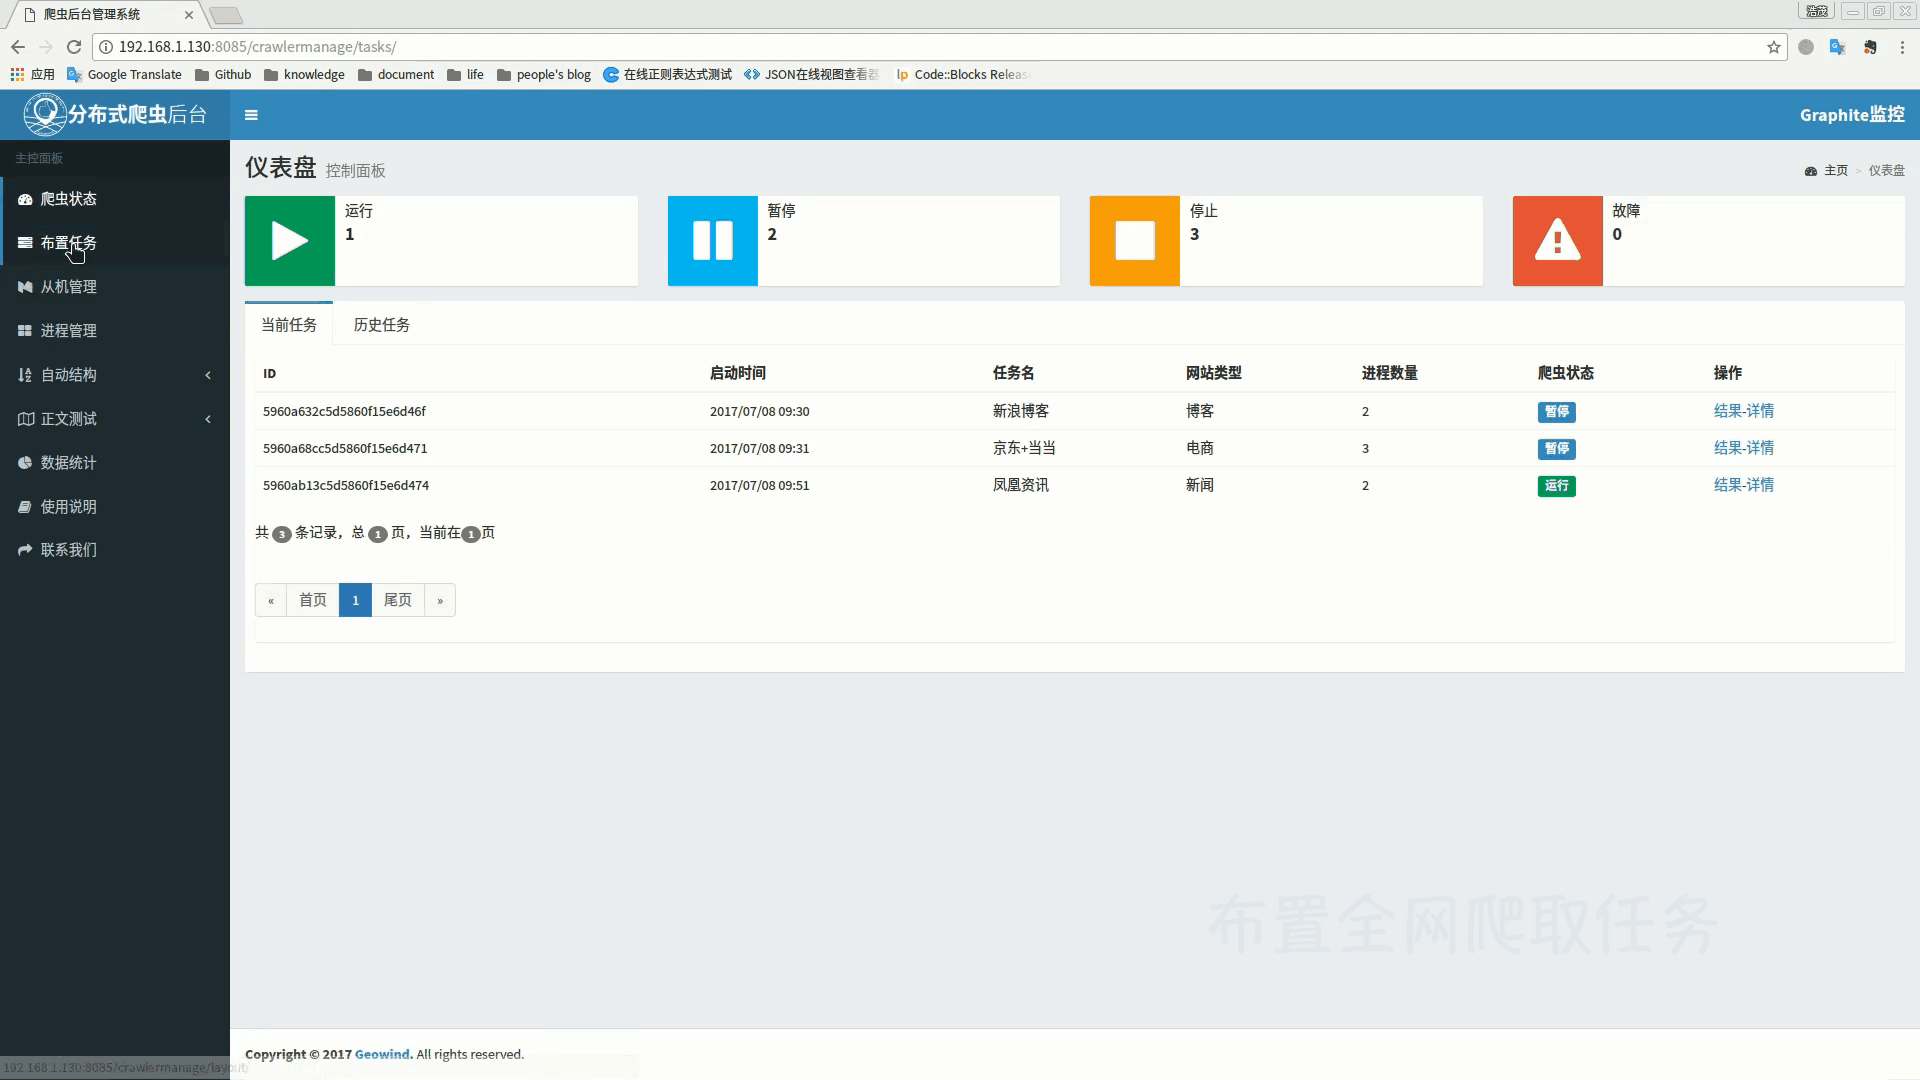 爬虫后台管理系统
浩茂
192.168.1.130:8085/crawlermanage/tasks/
应用 Google Translate Github knowledge document life people's blog 在线正则表达式测试 JSON在线视图查看器 Code::Blocks Releas
分布式爬虫后台
Graphite监控
主控面板
仪表盘 控制面板
主页 > 仪表盘
爬虫状态
布置任务
从机管理
进程管理
自动结构
正文测试
数据统计
使用说明
联系我们
运行
1
暂停
2
停止
3
故障
0
当前任务 历史任务
ID 启动时间 任务名 网站类型 进程数量 爬虫状态 操作
5960a632c5d5860f15e6d46f 2017/07/08 09:30 新浪博客 博客 2 暂停 结果-详情
5960a68cc5d5860f15e6d471 2017/07/08 09:31 京东+当当 电商 3 暂停 结果-详情
5960ab13c5d5860f15e6d474 2017/07/08 09:51 凤凰资讯 新闻 2 运行 结果-详情
共 3 条记录，总 1 页，当前在1页
« 首页 1 尾页 »
布置全网爬取任务
Copyright © 2017 Geowind. All rights reserved.
192.168.1.130:8085/crawlermanage/layout/